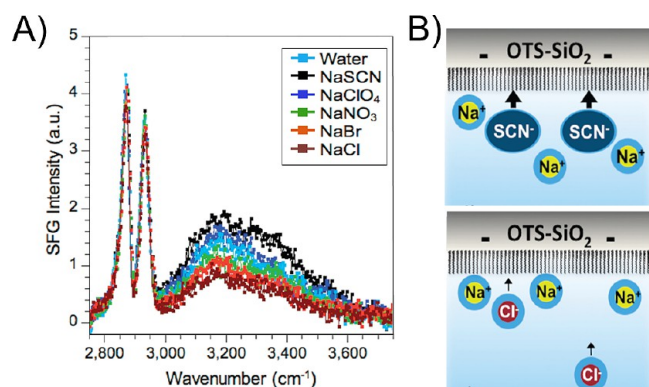 A)
SFG Intensity (a.u.)
5
4
3
2
1
0
Water
NaSCN
NaClO₄
NaNO₃
NaBr
NaCl
2,800 3,000 3,200 3,400 3,600
Wavenumber (cm⁻¹)
B)
- OTS-SiO₂ -
Na⁺
SCN⁻ SCN⁻
Na⁺ Na⁺
- OTS-SiO₂ -
Na⁺ Na⁺ Na⁺
Cl⁻
Cl⁻